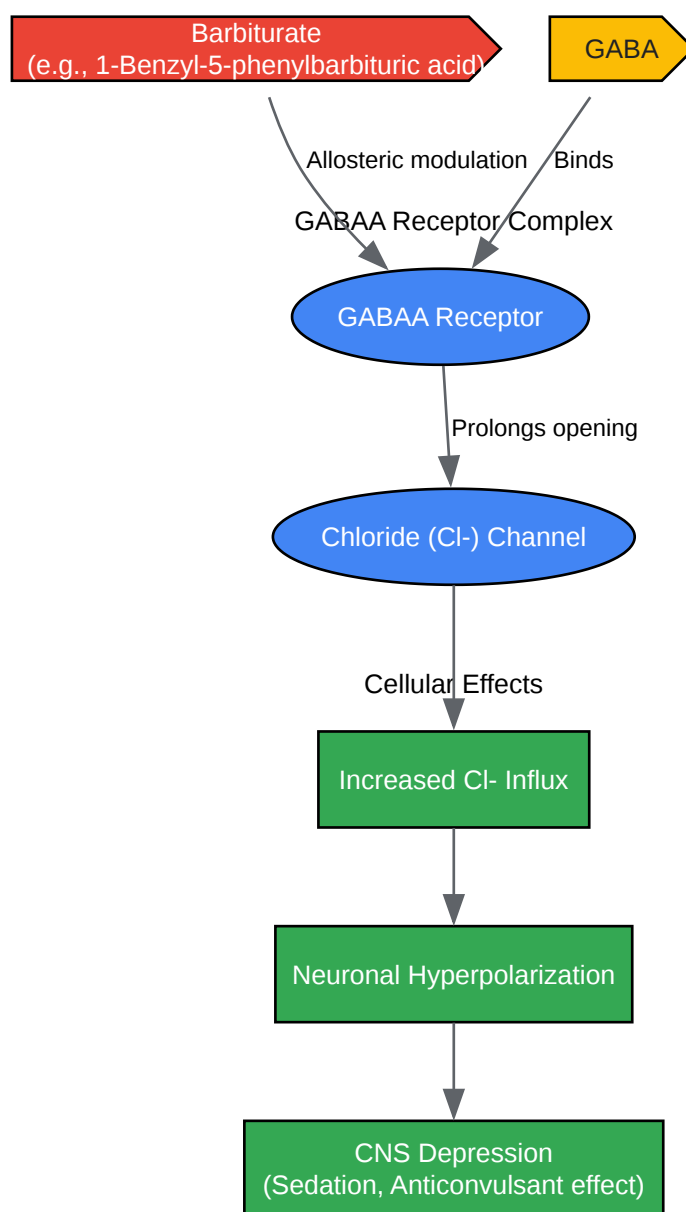 Barbiturate
(e.g., 1-Benzyl-5-phenylbarbituric acid)
GABA
Allosteric modulation
Binds
GABAA Receptor Complex
GABAA Receptor
Prolongs opening
Chloride (Cl-) Channel
Cellular Effects
Increased Cl- Influx
Neuronal Hyperpolarization
CNS Depression
(Sedation, Anticonvulsant effect)